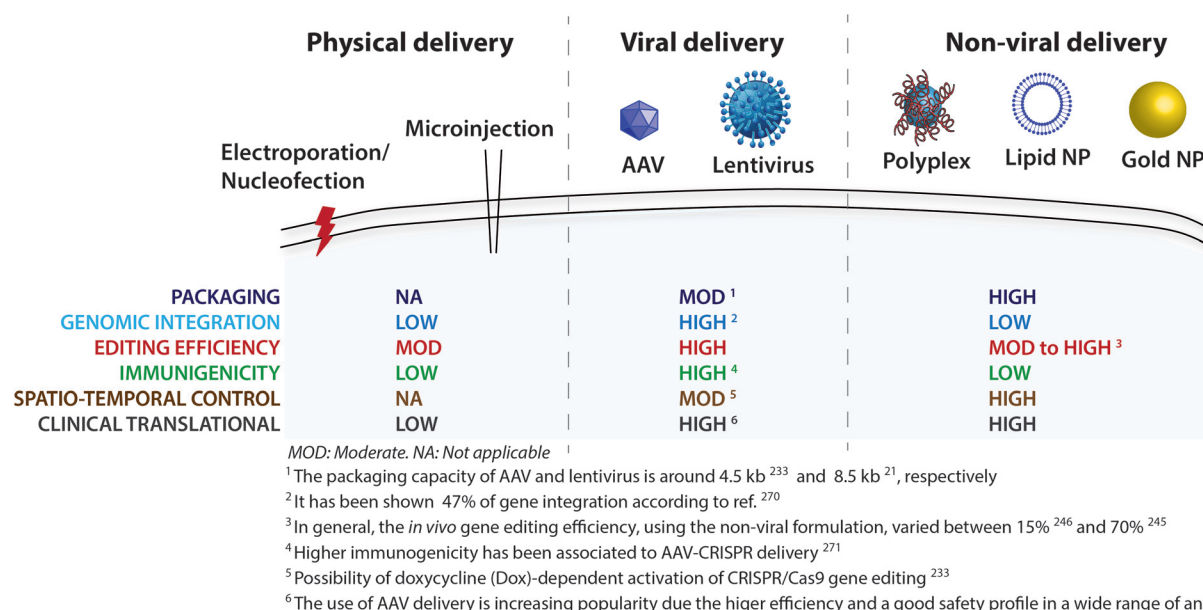 Physical delivery Viral delivery Non-viral delivery
Microinjection
Electroporation/
Nucleofection
AAV Lentivirus Polyplex Lipid NP Gold NP
PACKAGING NA MOD 1 HIGH
GENOMIC INTEGRATION LOW HIGH 2 LOW
EDITING EFFICIENCY MOD HIGH MOD to HIGH 3
IMMUNIGENICITY LOW HIGH 4 LOW
SPATIO-TEMPORAL CONTROL NA MOD 5 HIGH
CLINICAL TRANSLATIONAL LOW HIGH 6 HIGH
MOD: Moderate. NA: Not applicable
1 The packaging capacity of AAV and lentivirus is around 4.5 kb 233 and 8.5 kb 21, respectively
2 It has been shown 47% of gene integration according to ref. 270
3 In general, the in vivo gene editing efficiency, using the non-viral formulation, varied between 15% 246 and 70% 245
4 Higher immunogenicity has been associated to AAV-CRISPR delivery 271
5 Possibility of doxycycline (Dox)-dependent activation of CRISPR/Cas9 gene editing 233
6 The use of AAV delivery is increasing popularity due the higer efficiency and a good safety profile in a wide range of